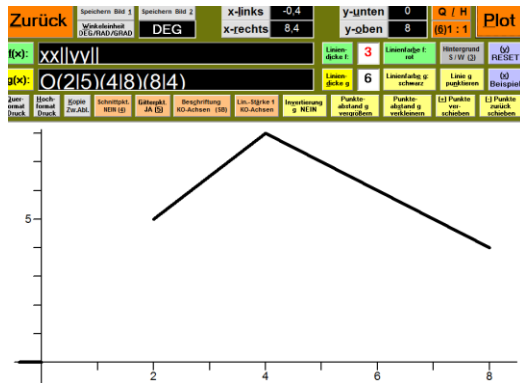 Zurück
Speichern Bild 1
Speichern Bild 2
x-links
-0,4
y-unten
0
Q / H
Plot
Winkeleinheit
DEG/RAD/GRAD
DEG
x-rechts
8,4
y-oben
8
(6)1 : 1
f(x):
xx||yy||
Linien-
dicke f:
3
Linienfarbe f:
rot
Hintergrund
S / W (3)
(y)
RESET
g(x):
O(2|5)(4|8)(8|4)
Linien-
dicke g
6
Linienfarbe g:
schwarz
Linie g
punktieren
(x)
Beispiel
Quer-
format
Druck
Hoch-
format
Druck
Kopie
Zw.Abl.
Schnittpkt.
NEIN (4)
Gitterpkt.
JA (5)
Beschriftung
KO-Achsen (5B)
Lin.-Stärke f
KO-Achsen
Invertierung
g NEIN
Punkte-
abstand g
vergrößern
Punkte-
abstand g
verkleinern
(+) Punkte
ver-
schieben
(-) Punkte
zurück
schieben
5
2
4
6
8